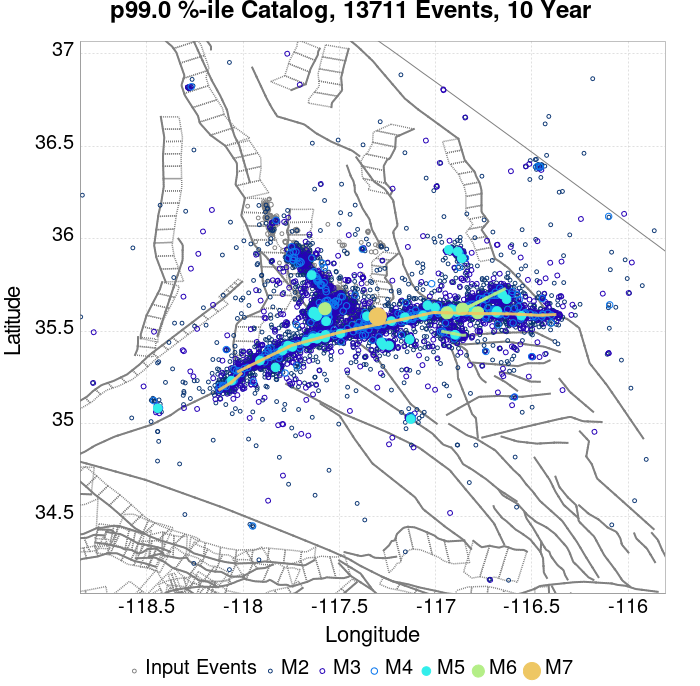 p99.0 %-ile Catalog, 13711 Events, 10 Year
37
36.5
36
35.5
35
34.5
Latitude
-118.5 -118 -117.5 -117 -116.5 -116
Longitude
Input Events M2 M3 M4 M5 M6 M7